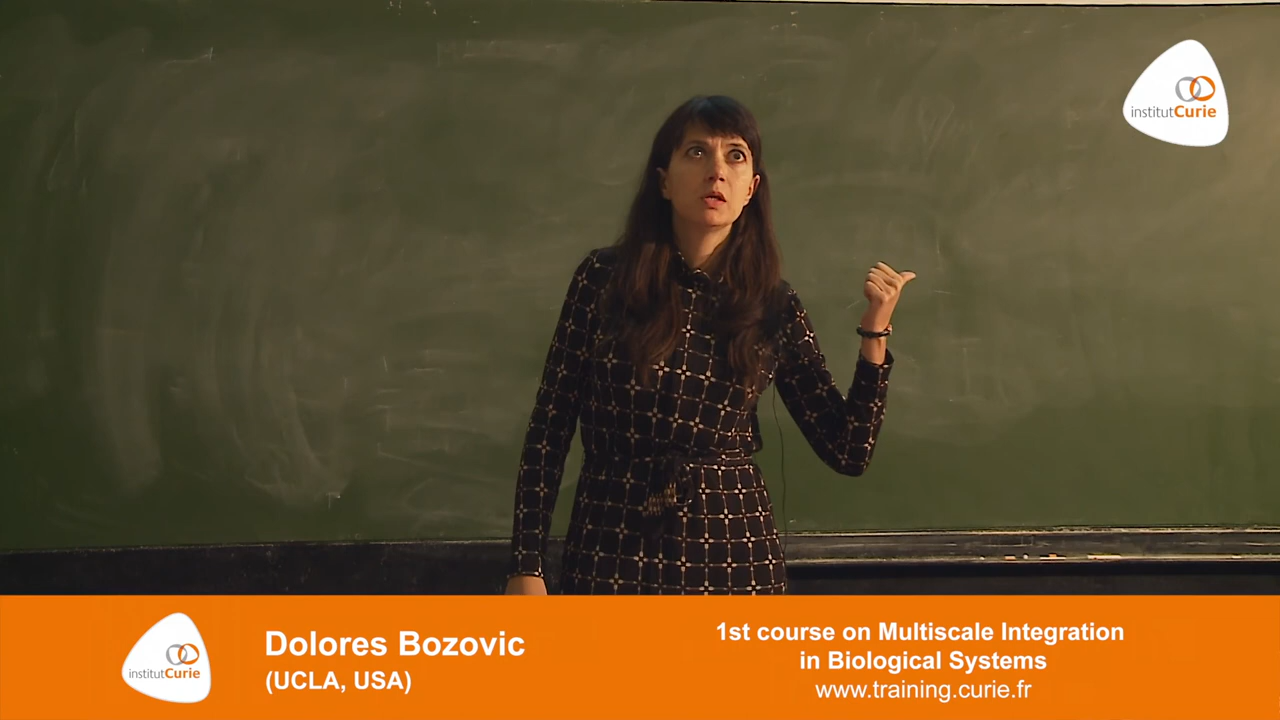 institutCurie
institutCurie
Dolores Bozovic
(UCLA, USA)
1st course on Multiscale Integration
in Biological Systems
www.training.curie.fr